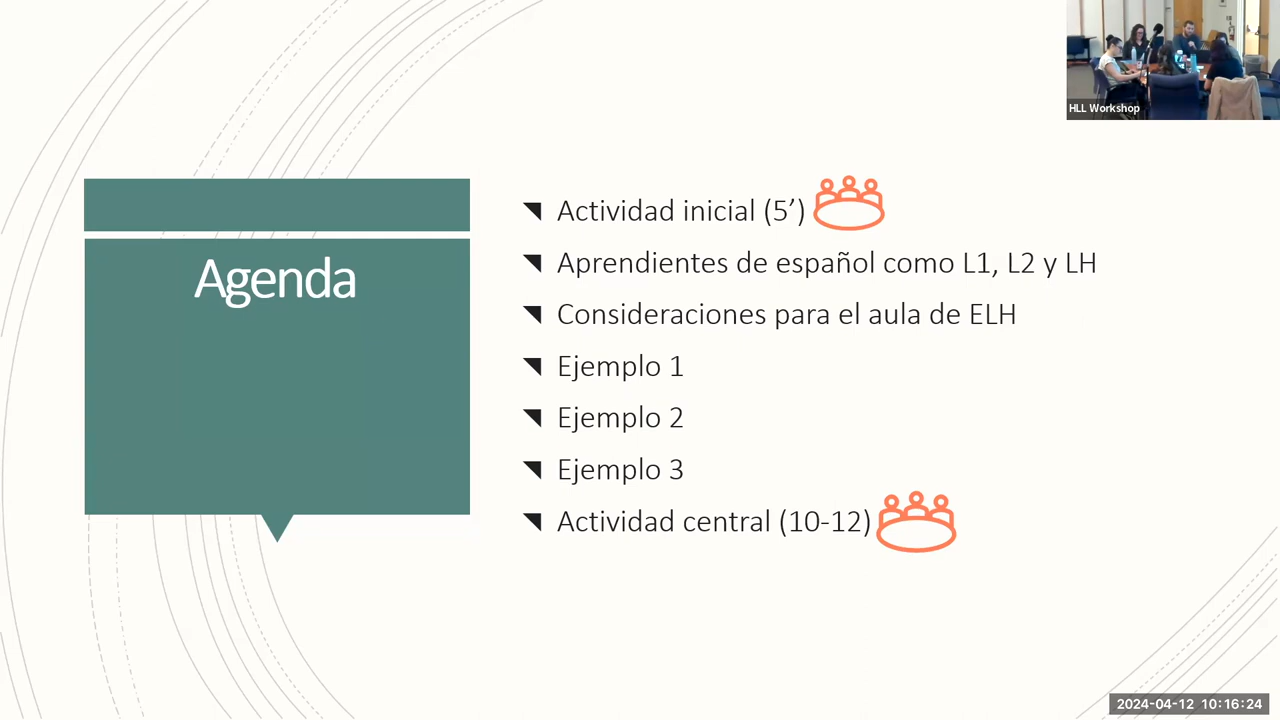 HLL Workshop
Agenda
Actividad inicial (5’)
Aprendientes de español como L1, L2 y LH
Consideraciones para el aula de ELH
Ejemplo 1
Ejemplo 2
Ejemplo 3
Actividad central (10-12)
2024-04-12 10:16:24